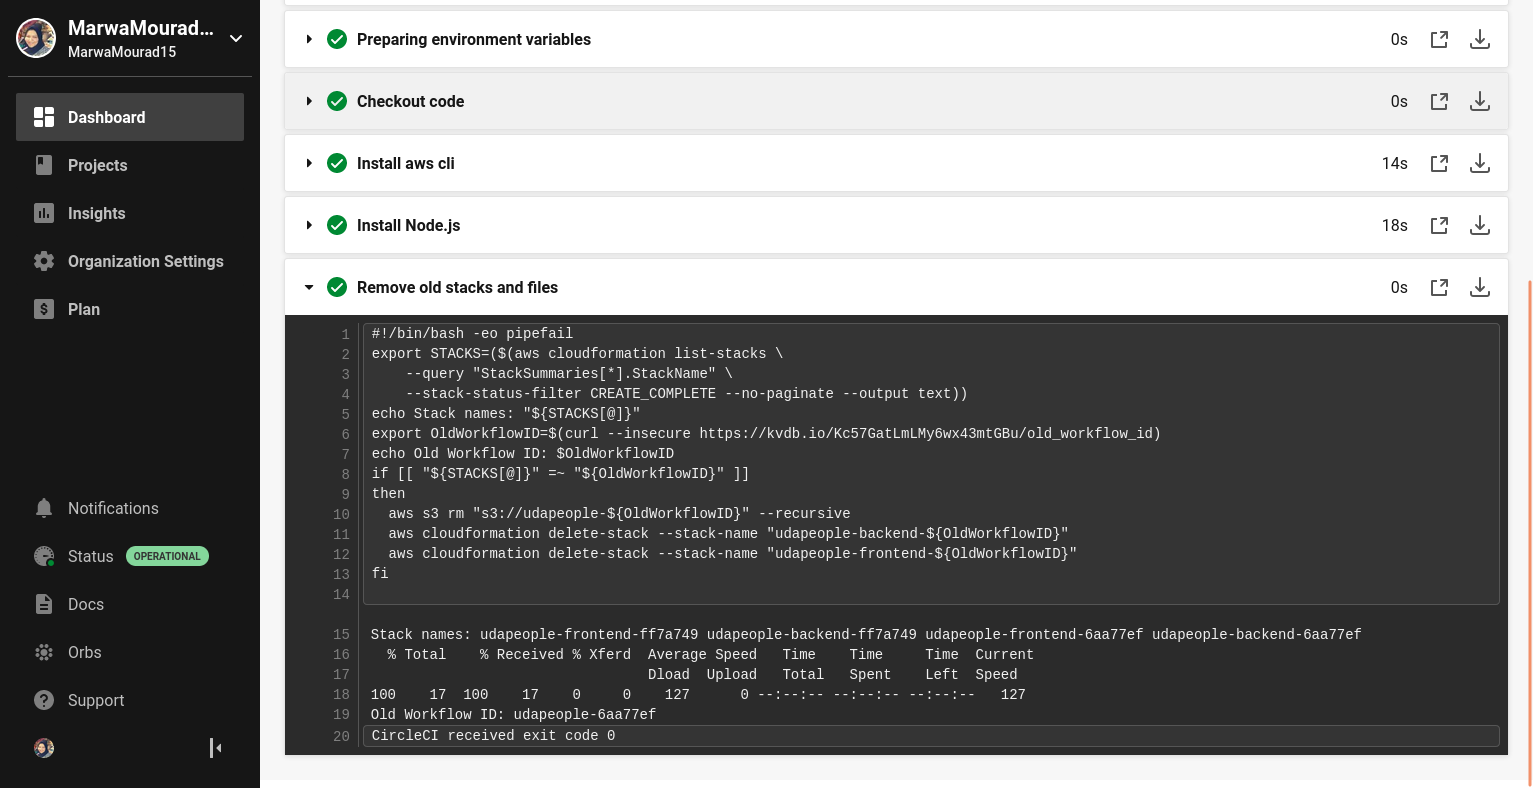 MarwaMourad...
MarwaMourad15
Dashboard
Projects
Insights
Organization Settings
Plan
Notifications
Status OPERATIONAL
Docs
Orbs
Support
Preparing environment variables 0s
Checkout code 0s
Install aws cli 14s
Install Node.js 18s
Remove old stacks and files 0s
1 #!/bin/bash -eo pipefail
2 export STACKS=($(aws cloudformation list-stacks \
3     --query "StackSummaries[*].StackName" \
4     --stack-status-filter CREATE_COMPLETE --no-paginate --output text))
5 echo Stack names: "${STACKS[@]}"
6 export OldWorkflowID=$(curl --insecure https://kvdb.io/Kc57GatLmLMy6wx43mtGBu/old_workflow_id)
7 echo Old Workflow ID: $OldWorkflowID
8 if [[ "${STACKS[@]}" =~ "${OldWorkflowID}" ]]
9 then
10   aws s3 rm "s3://udapeople-${OldWorkflowID}" --recursive
11   aws cloudformation delete-stack --stack-name "udapeople-backend-${OldWorkflowID}"
12   aws cloudformation delete-stack --stack-name "udapeople-frontend-${OldWorkflowID}"
13 fi
14
15 Stack names: udapeople-frontend-ff7a749 udapeople-backend-ff7a749 udapeople-frontend-6aa77ef udapeople-backend-6aa77ef
16   % Total    % Received % Xferd  Average Speed   Time    Time     Time  Current
17                                  Dload  Upload   Total   Spent    Left  Speed
18 100    17  100    17    0     0    127      0 --:--:-- --:--:-- --:--:--   127
19 Old Workflow ID: udapeople-6aa77ef
20 CircleCI received exit code 0